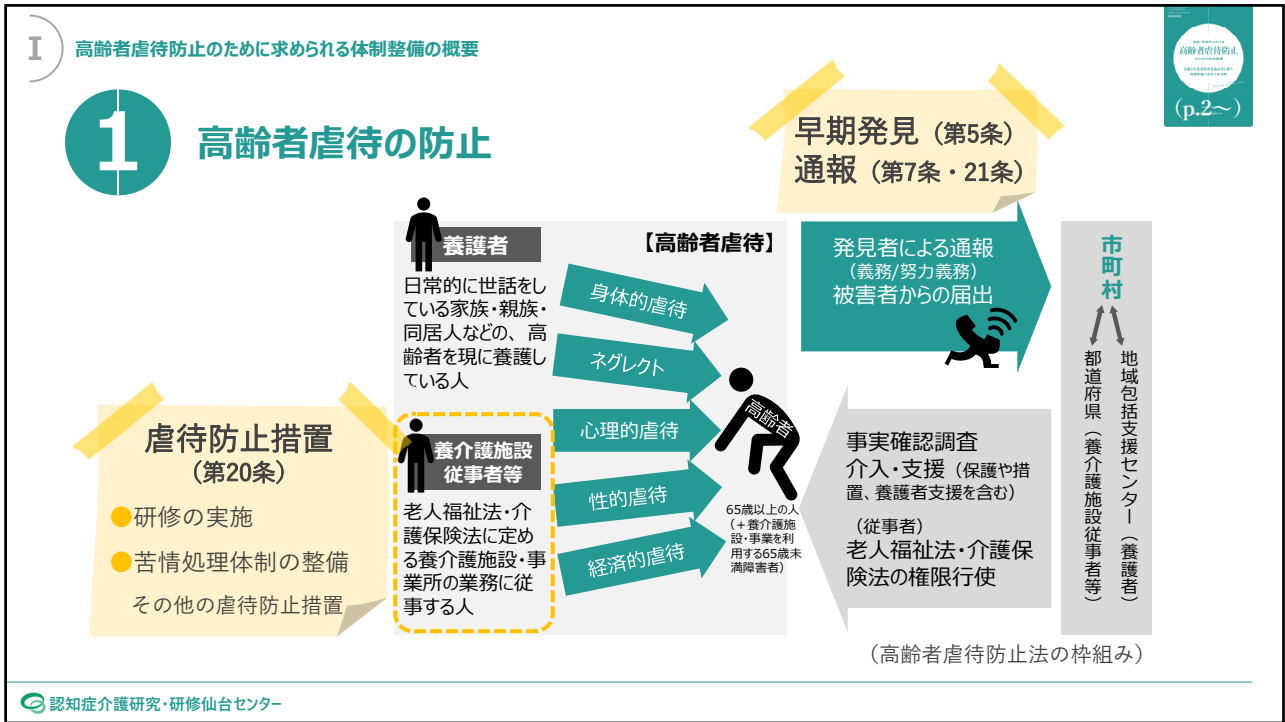 I
高齢者虐待防止のために求められる体制整備の概要
高齢者虐待防止
(p.2～)
1
高齢者虐待の防止
早期発見（第5条）
通報（第7条・21条）
養護者
【高齢者虐待】
日常的に世話をし
ている家族・親族・
同居人などの、高
齢者を現に養護し
ている人
身体的虐待
ネグレクト
心理的虐待
性的虐待
経済的虐待
高齢者
65歳以上の人
（＋養介護施
設・事業を利
用する65歳未
満障害者）
養介護施設
従事者等
老人福祉法・介
護保険法に定め
る養介護施設・事
業所の業務に従
事する人
虐待防止措置
（第20条）
●研修の実施
●苦情処理体制の整備
その他の虐待防止措置
発見者による通報
（義務/努力義務）
被害者からの届出
事実確認調査
介入・支援（保護や措
置、養護者支援を含む）
（従事者）
老人福祉法・介護保
険法の権限行使
市町村
地域包括支援センター（養護者）
都道府県（養介護施設従事者等）
（高齢者虐待防止法の枠組み）
認知症介護研究・研修仙台センター